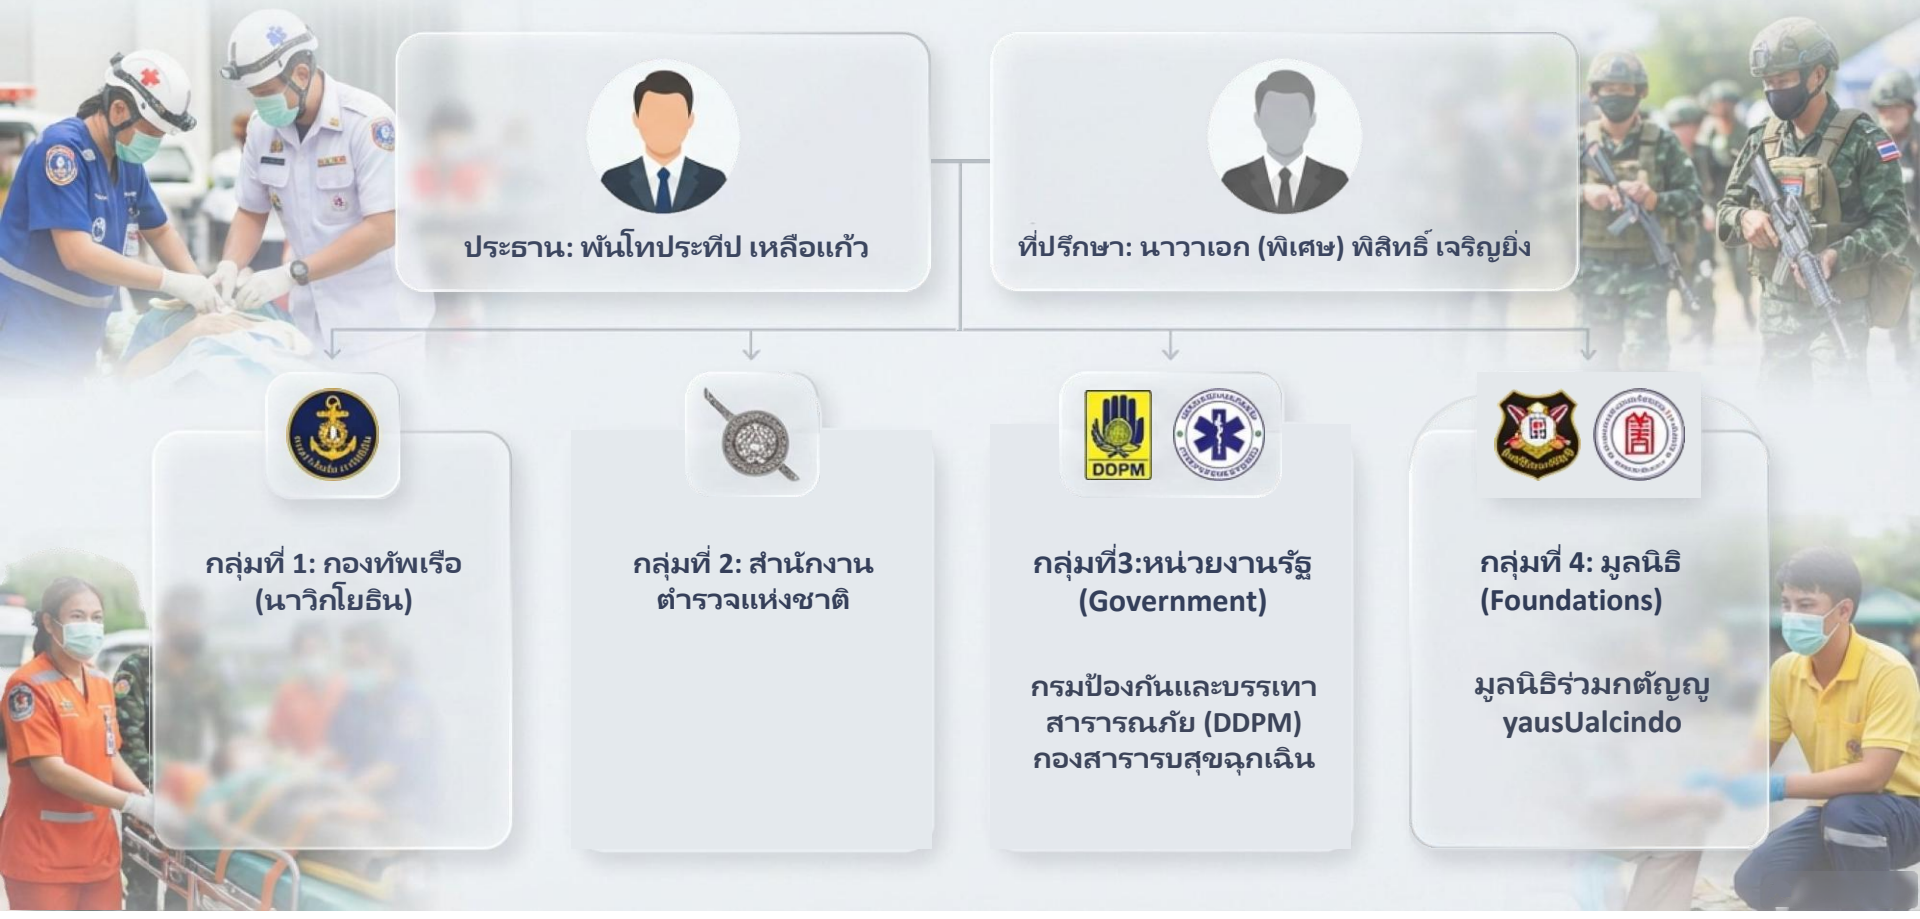 ประธาน: พันโทประทีป เหลือแก้ว
ที่ปรึกษา: นาวาเอก (พิเศษ) พิสิทธิ์ เจริญยิ่ง
กลุ่มที่ 1: กองทัพเรือ
(นาวิกโยธิน)
กลุ่มที่ 2: สำนักงาน
ตำรวจแห่งชาติ
DOPM
กลุ่มที่3:หน่วยงานรัฐ
(Government)
กรมป้องกันและบรรเทา
สารารณภัย (DDPM)
กองสารารบสุขฉุกเฉิน
กลุ่มที่ 4: มูลนิธิ
(Foundations)
มูลนิธิร่วมกตัญญู
yausUalcindo